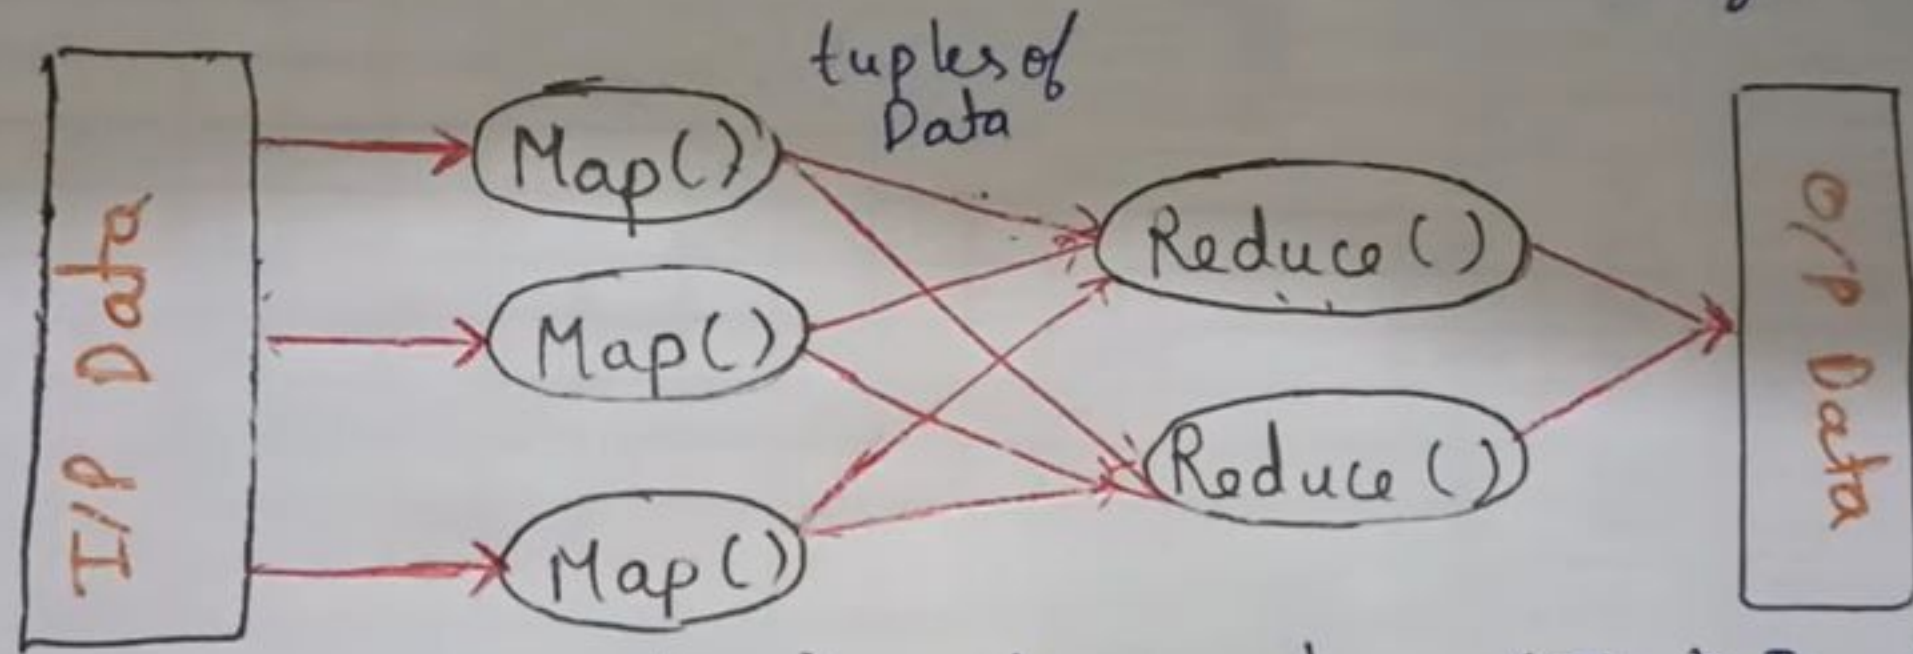 tuples of
Data
I/P Data
Map()
Map()
Map()
Reduce()
Reduce()
O/P Data